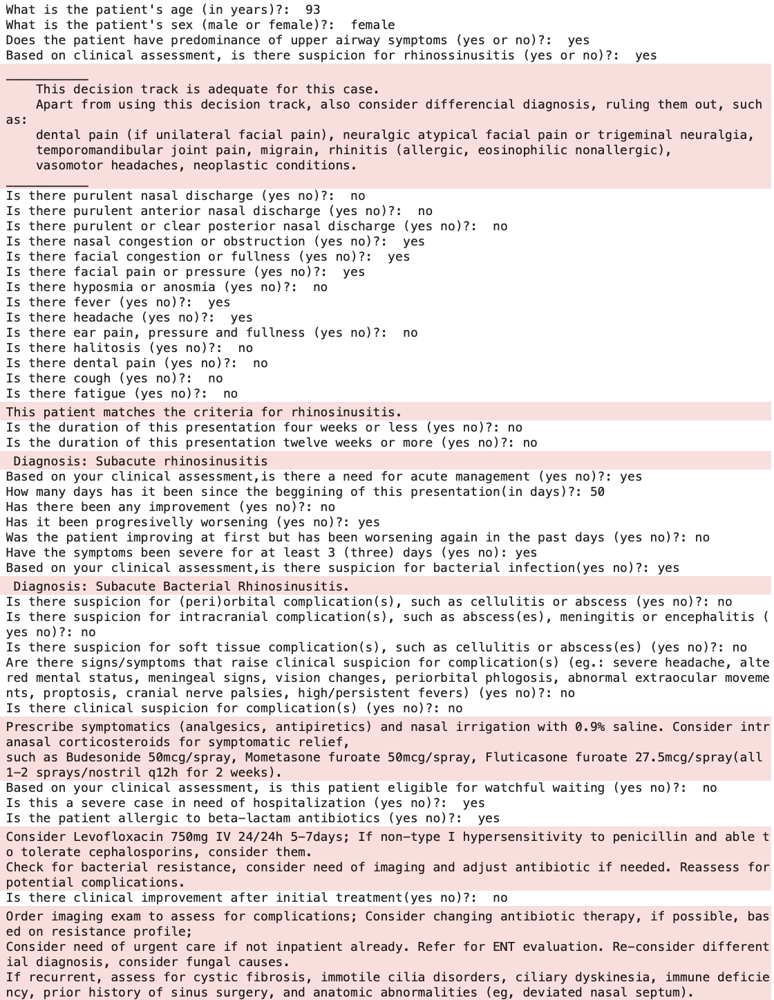 What is the patient's age (in years)?:  93
What is the patient's sex (male or female)?:  female
Does the patient have predominance of upper airway symptoms (yes or no)?:  yes
Based on clinical assessment, is there suspicion for rhinossinusitis (yes or no)?:  yes
___________
    This decision track is adequate for this case.
    Apart from using this decision track, also consider differencial diagnosis, ruling them out, such
as:
    dental pain (if unilateral facial pain), neuralgic atypical facial pain or trigeminal neuralgia,
    temporomandibular joint pain, migrain, rhinitis (allergic, eosinophilic nonallergic),
    vasomotor headaches, neoplastic conditions.
___________
Is there purulent nasal discharge (yes no)?:  no
Is there purulent anterior nasal discharge (yes no)?:  no
Is there purulent or clear posterior nasal discharge (yes no)?:  no
Is there nasal congestion or obstruction (yes no)?:  yes
Is there facial congestion or fullness (yes no)?:  yes
Is there facial pain or pressure (yes no)?:  yes
Is there hyposmia or anosmia (yes no)?:  no
Is there fever (yes no)?:  yes
Is there headache (yes no)?:  yes
Is there ear pain, pressure and fullness (yes no)?:  no
Is there halitosis (yes no)?:  no
Is there dental pain (yes no)?:  no
Is there cough (yes no)?:  no
Is there fatigue (yes no)?:  no
This patient matches the criteria for rhinosinusitis.
Is the duration of this presentation four weeks or less (yes no)?: no
Is the duration of this presentation twelve weeks or more (yes no)?: no
 Diagnosis: Subacute rhinosinusitis
Based on your clinical assessment,is there a need for acute management (yes no)?: yes
How many days has it been since the beggining of this presentation(in days)?: 50
Has there been any improvement (yes no)?: no
Has it been progresivelly worsening (yes no)?: yes
Was the patient improving at first but has been worsening again in the past days (yes no)?: no
Have the symptoms been severe for at least 3 (three) days (yes no): yes
Based on your clinical assessment,is there suspicion for bacterial infection(yes no)?: yes
 Diagnosis: Subacute Bacterial Rhinosinusitis.
Is there suspicion for (peri)orbital complication(s), such as cellulitis or abscess (yes no)?: no
Is there suspicion for intracranial complication(s), such as abscess(es), meningitis or encephalitis (
yes no)?: no
Is there suspicion for soft tissue complication(s), such as cellulitis or abscess(es) (yes no)?: no
Are there signs/symptoms that raise clinical suspicion for complication(s) (eg.: severe headache, alte
red mental status, meningeal signs, vision changes, periorbital phlogosis, abnormal extraocular moveme
nts, proptosis, cranial nerve palsies, high/persistent fevers) (yes no)?: no
Is there clinical suspicion for complication(s) (yes no)?: no
Prescribe symptomatics (analgesics, antipiretics) and nasal irrigation with 0.9% saline. Consider intr
anasal corticosteroids for symptomatic relief,
such as Budesonide 50mcg/spray, Mometasone furoate 50mcg/spray, Fluticasone furoate 27.5mcg/spray(all
1-2 sprays/nostril q12h for 2 weeks).
Based on your clinical assessment, is this patient eligible for watchful waiting (yes no)?:  no
Is this a severe case in need of hospitalization (yes no)?:  yes
Is the patient allergic to beta-lactam antibiotics (yes no)?:  yes
Consider Levofloxacin 750mg IV 24/24h 5-7days; If non-type I hypersensitivity to penicillin and able t
o tolerate cephalosporins, consider them.
Check for bacterial resistance, consider need of imaging and adjust antibiotic if needed. Reassess for
potential complications.
Is there clinical improvement after initial treatment(yes no)?:  no
Order imaging exam to assess for complications; Consider changing antibiotic therapy, if possible, bas
ed on resistance profile;
Consider need of urgent care if not inpatient already. Refer for ENT evaluation. Re-consider different
ial diagnosis, consider fungal causes.
If recurrent, assess for cystic fibrosis, immotile cilia disorders, ciliary dyskinesia, immune deficie
ncy, prior history of sinus surgery, and anatomic abnormalities (eg, deviated nasal septum).